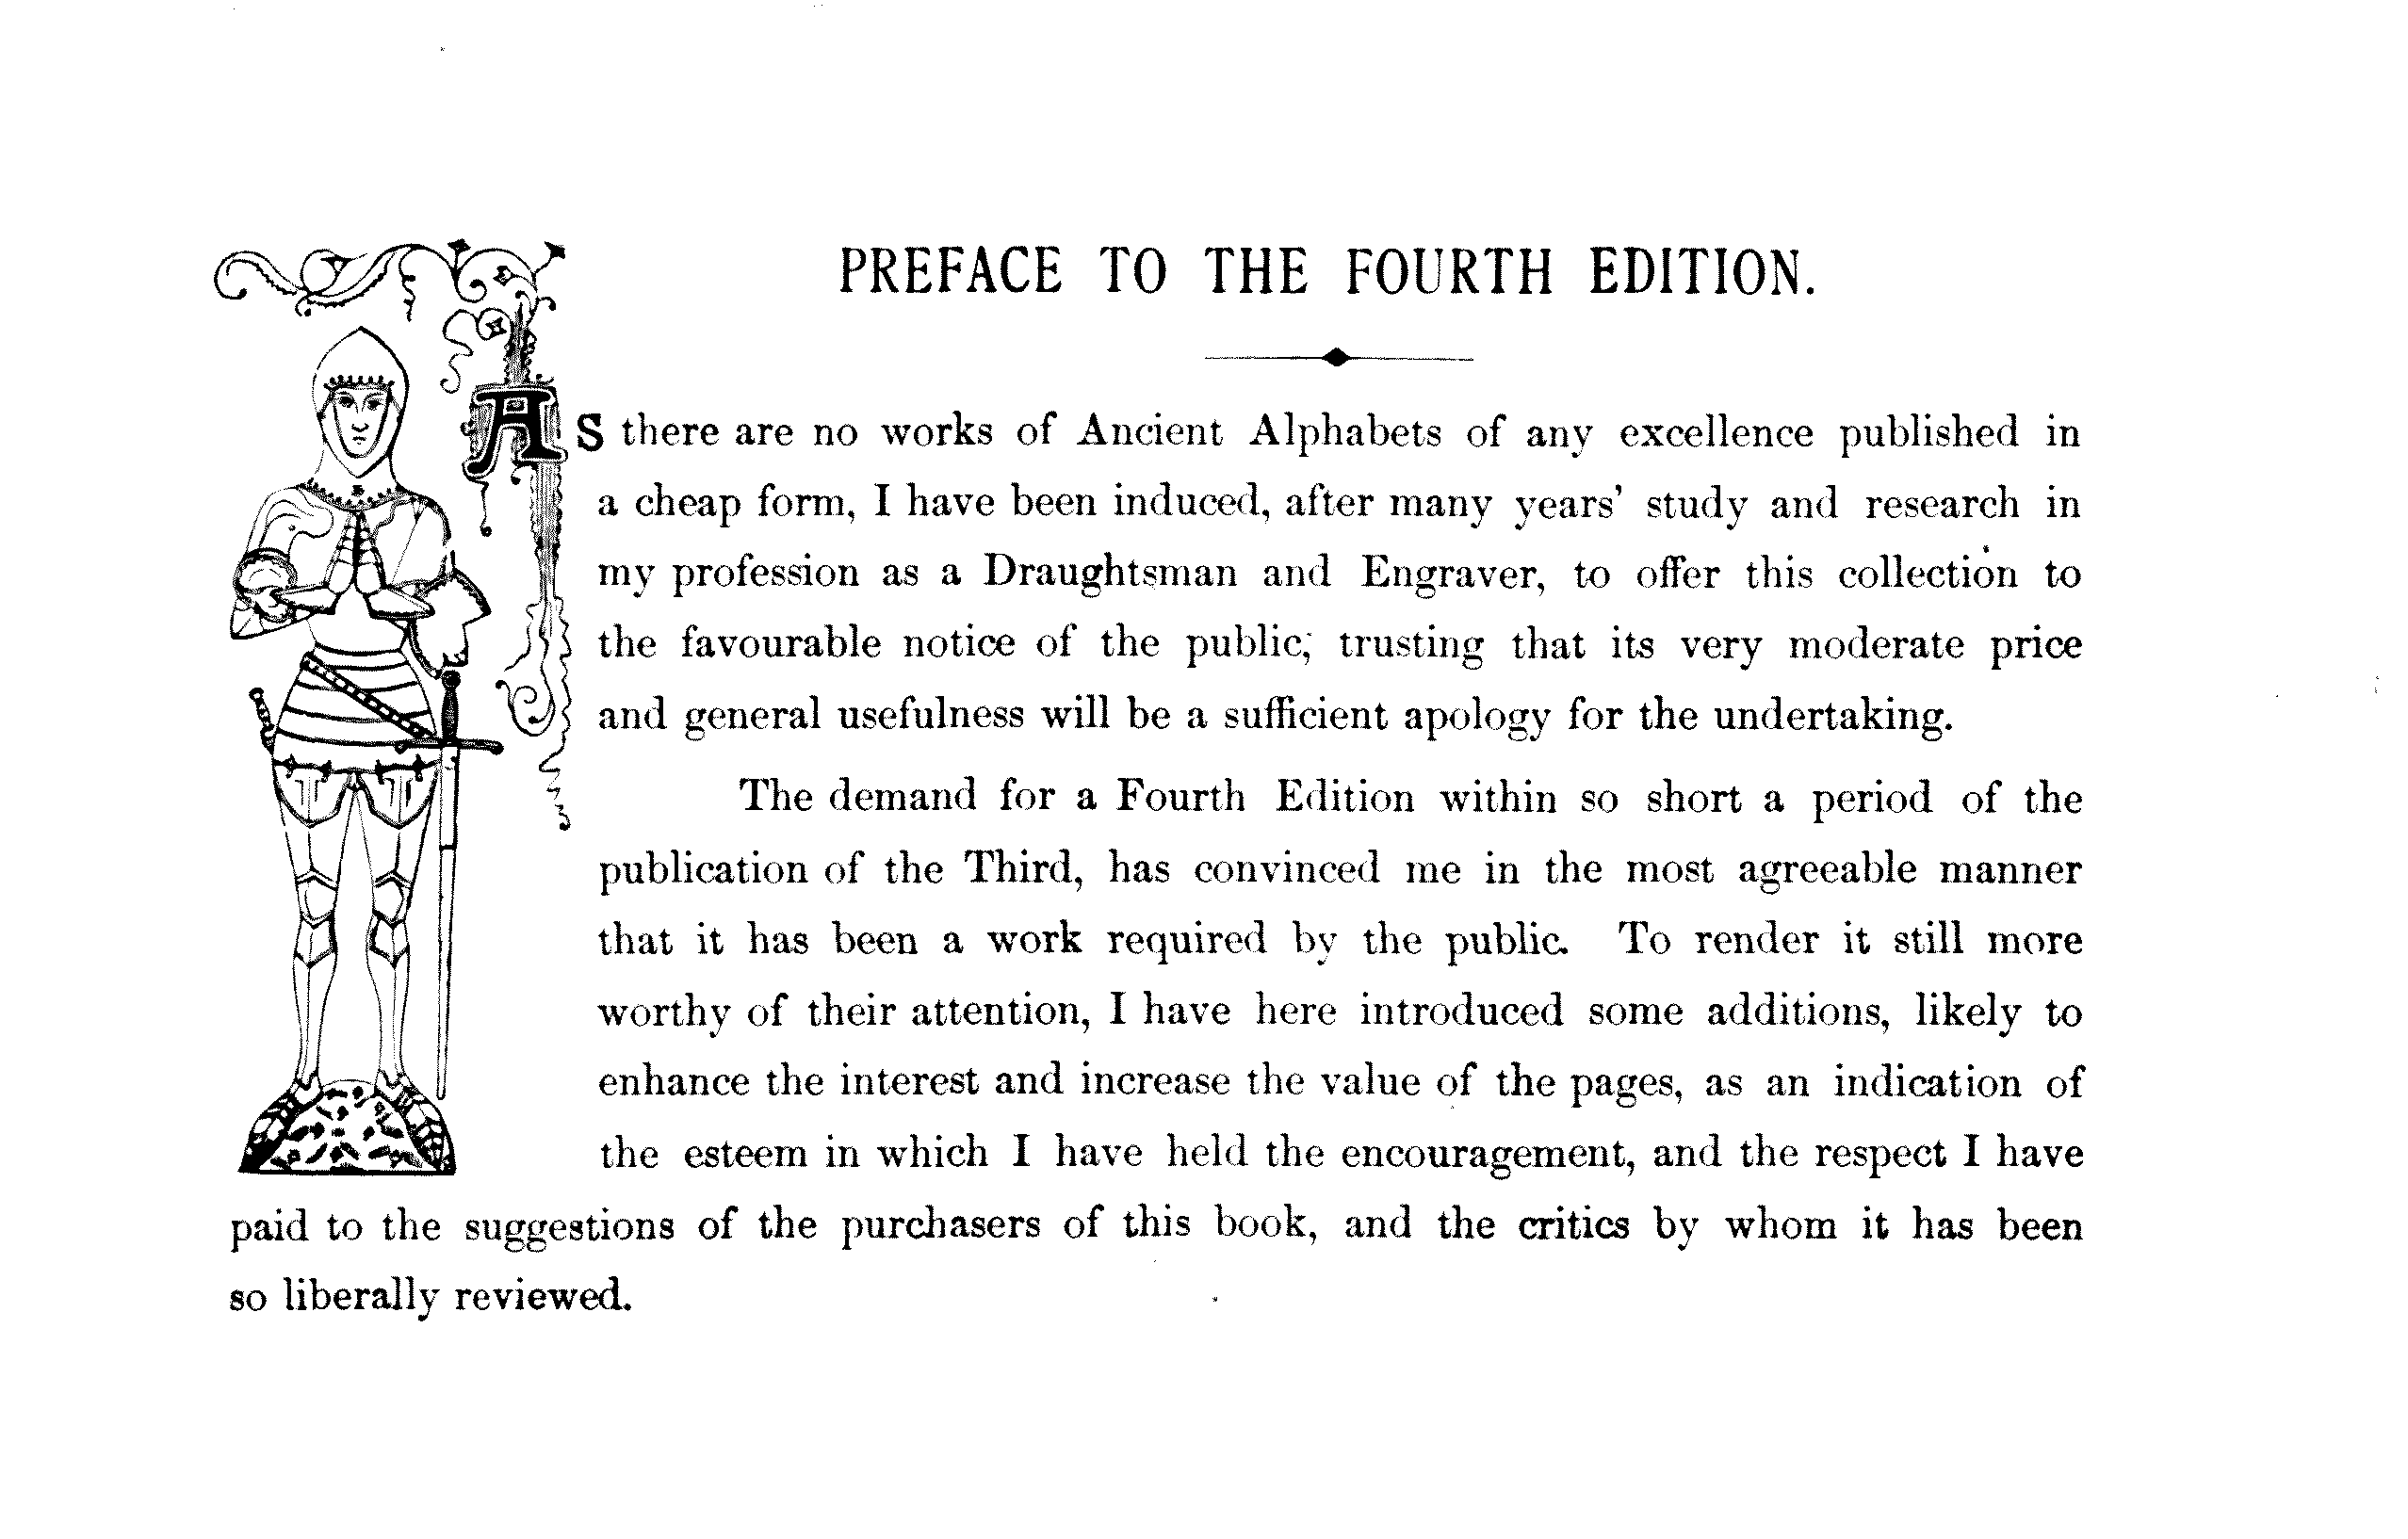 PREFACE TO THE FOURTH EDITION.
AS there are no works of Ancient Alphabets of any excellence published in
a cheap form, I have been induced, after many years' study and research in
my profession as a Draughtsman and Engraver, to offer this collection to
the favourable notice of the public; trusting that its very moderate price
and general usefulness will be a sufficient apology for the undertaking.
The demand for a Fourth Edition within so short a period of the
publication of the Third, has convinced me in the most agreeable manner
that it has been a work required by the public. To render it still more
worthy of their attention, I have here introduced some additions, likely to
enhance the interest and increase the value of the pages, as an indication of
the esteem in which I have held the encouragement, and the respect I have
paid to the suggestions of the purchasers of this book, and the critics by whom it has been
so liberally reviewed.